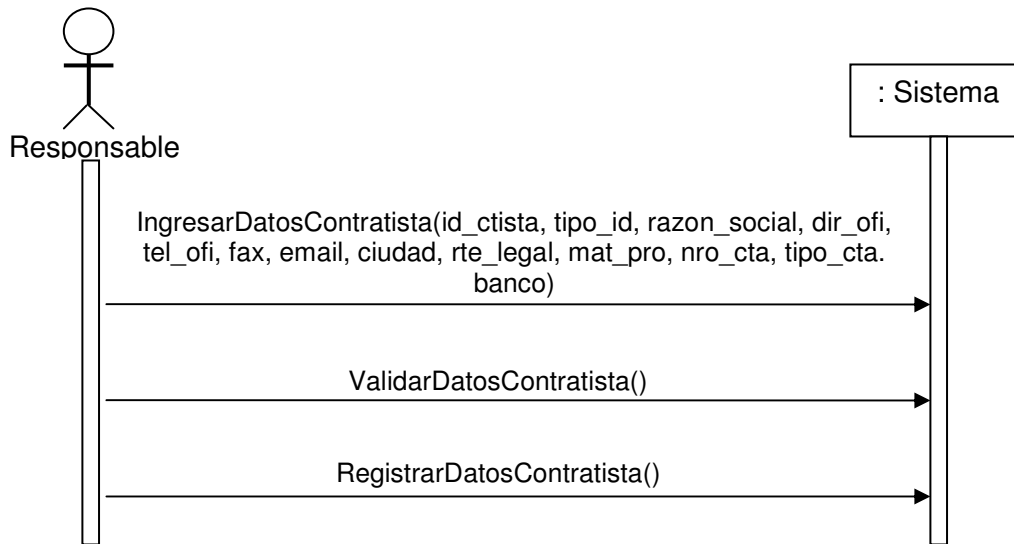 : Sistema
Responsable
IngresarDatosContratista(id_ctista, tipo_id, razon_social, dir_ofi,
tel_ofi, fax, email, ciudad, rte_legal, mat_pro, nro_cta, tipo_cta.
banco)
ValidarDatosContratista()
RegistrarDatosContratista()